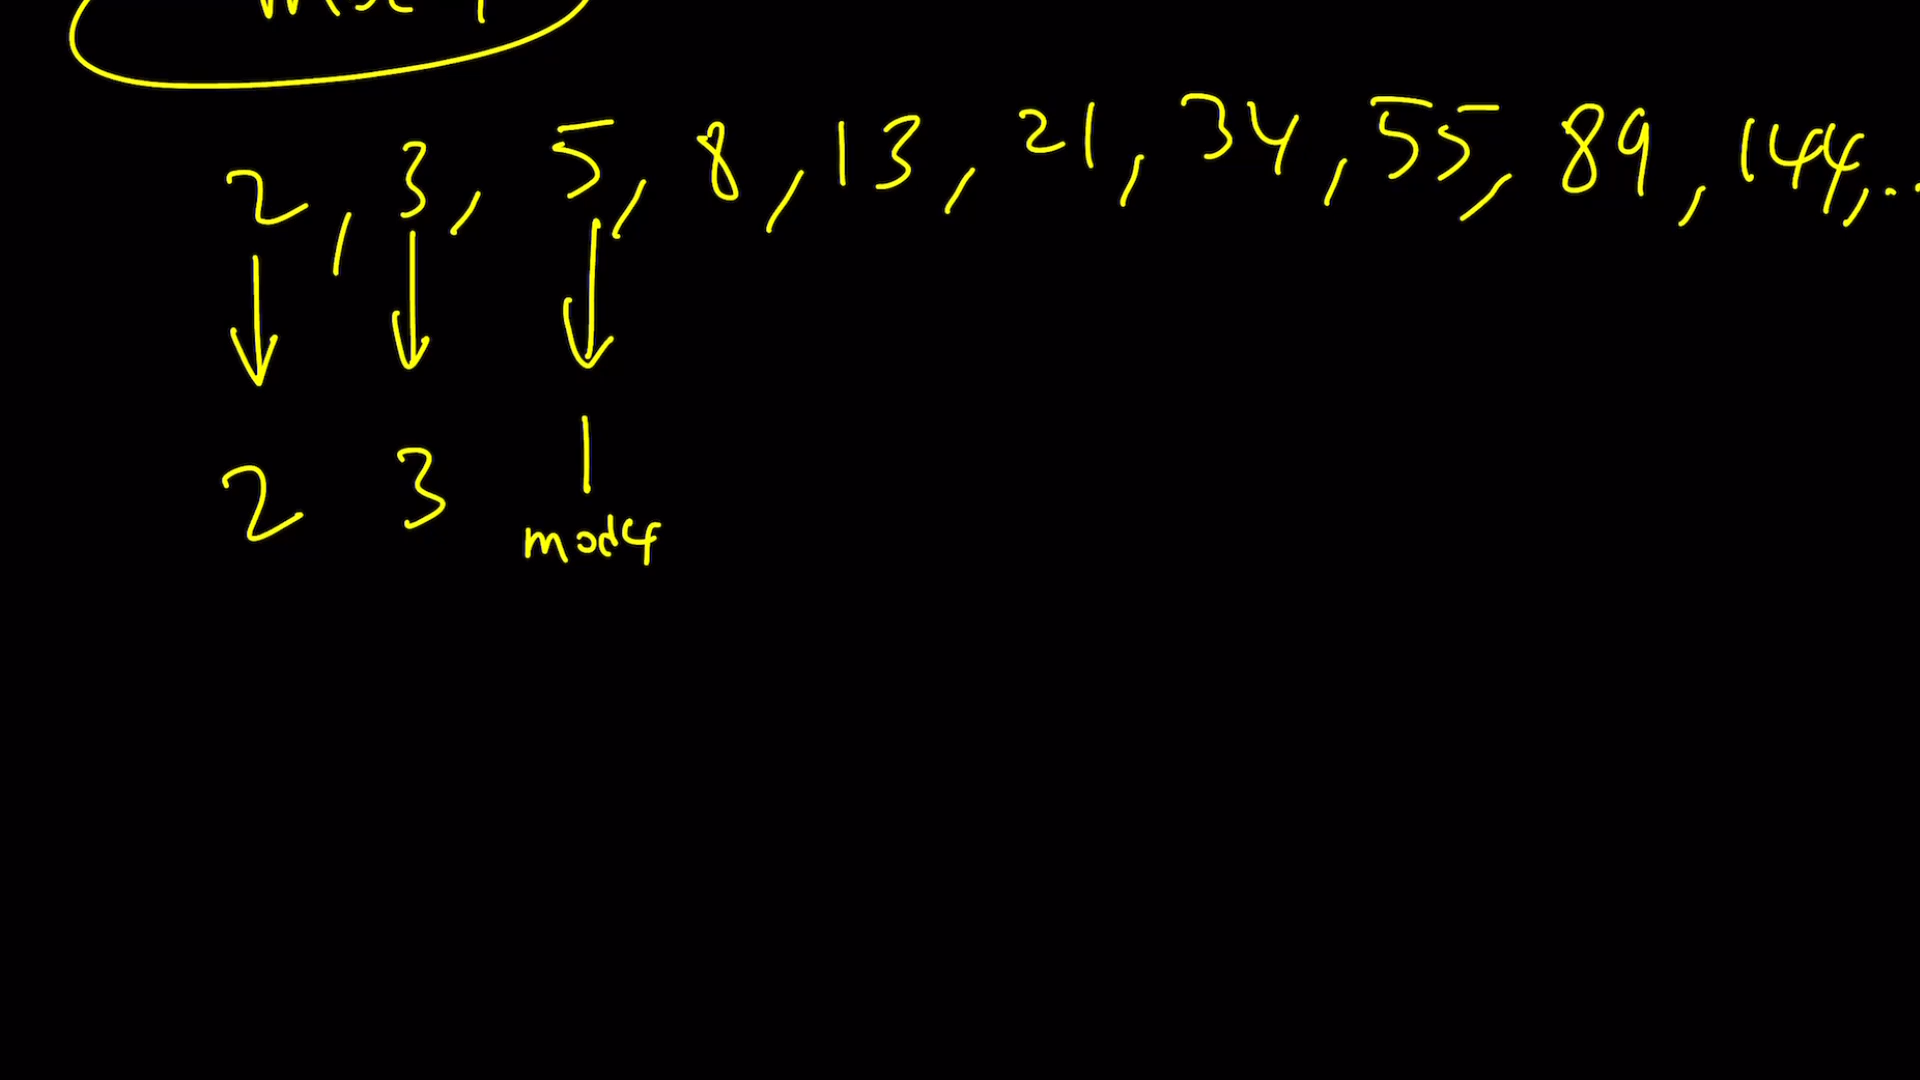 2, 3, 5, 8, 13, 21, 34, 55, 89, 144, ..
2 3 1
mod4